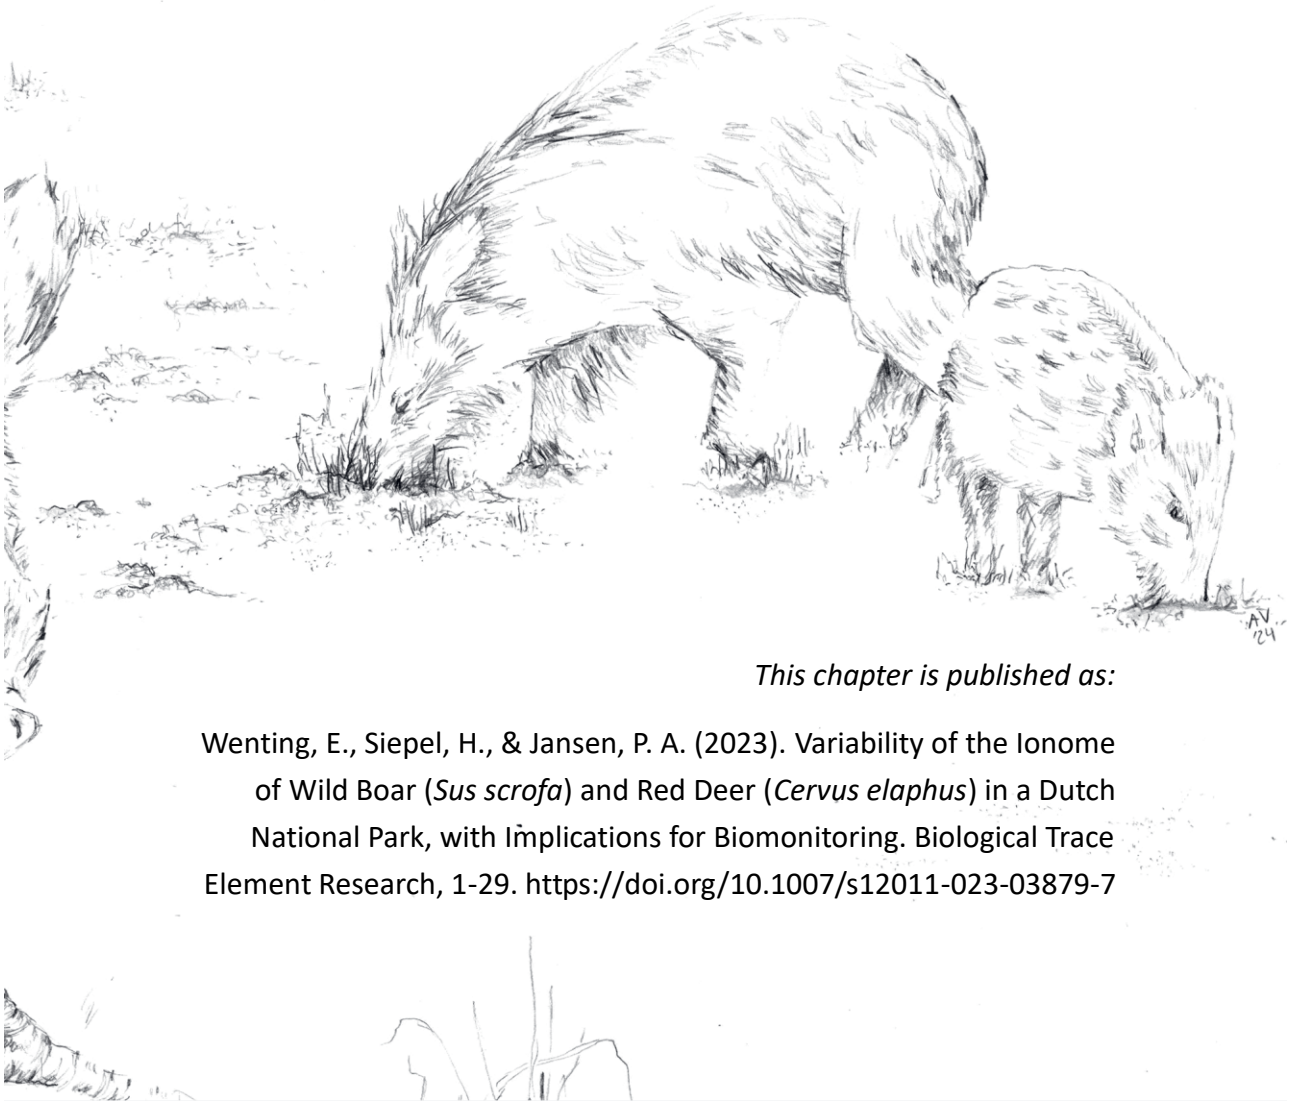 AV
'24
This chapter is published as:
Wenting, E., Siepel, H., & Jansen, P. A. (2023). Variability of the Ionome
of Wild Boar (Sus scrofa) and Red Deer (Cervus elaphus) in a Dutch
National Park, with Implications for Biomonitoring. Biological Trace
Element Research, 1-29. https://doi.org/10.1007/s12011-023-03879-7